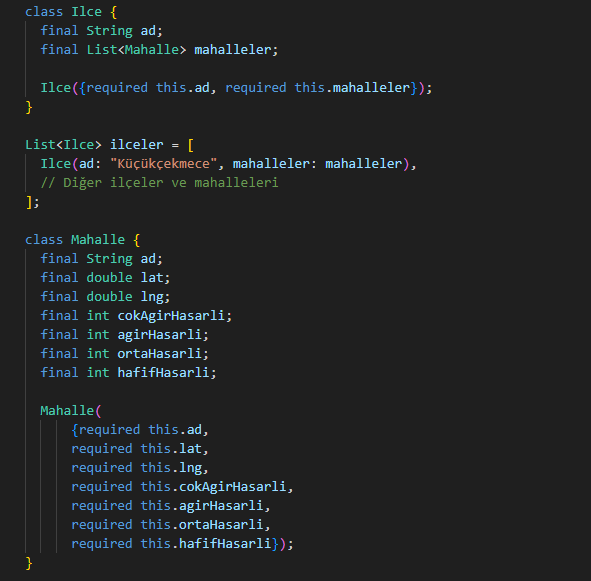 class Ilce {
  final String ad;
  final List<Mahalle> mahalleler;

  Ilce({required this.ad, required this.mahalleler});
}

List<Ilce> ilceler = [
  Ilce(ad: "Küçükçekmece", mahalleler: mahalleler),
  // Diğer ilçeler ve mahalleleri
];

class Mahalle {
  final String ad;
  final double lat;
  final double lng;
  final int cokAgirHasarli;
  final int agirHasarli;
  final int ortaHasarli;
  final int hafifHasarli;

  Mahalle(
      {required this.ad,
      required this.lat,
      required this.lng,
      required this.cokAgirHasarli,
      required this.agirHasarli,
      required this.ortaHasarli,
      required this.hafifHasarli});
}